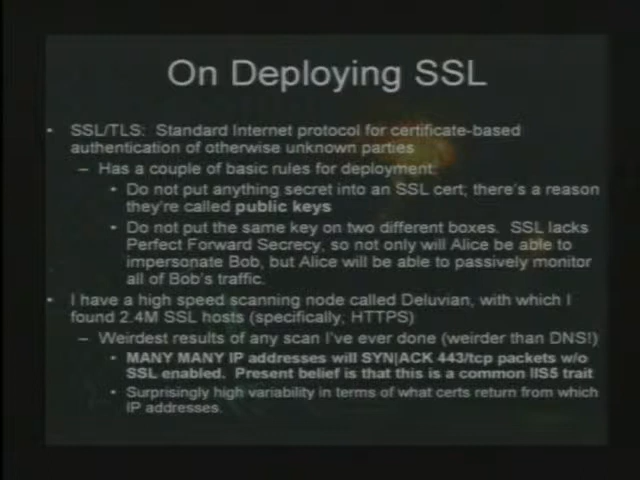 On Deploying SSL
• SSL/TLS: Standard Internet protocol for certificate-based
authentication of otherwise unknown parties
– Has a couple of basic rules for deployment:
• Do not put anything secret into an SSL cert; there's a reason
they're called public keys
• Do not put the same key on two different boxes. SSL lacks
Perfect Forward Secrecy, so not only will Alice be able to
impersonate Bob, but Alice will be able to passively monitor
all of Bob's traffic.
• I have a high speed scanning node called Deluvian, with which I
found 2.4M SSL hosts (specifically, HTTPS)
– Weirdest results of any scan I've ever done (weirder than DNS!)
• MANY MANY IP addresses will SYN|ACK 443/tcp packets w/o
SSL enabled. Present belief is that this is a common IIS5 trait
• Surprisingly high variability in terms of what certs return from which
IP addresses.